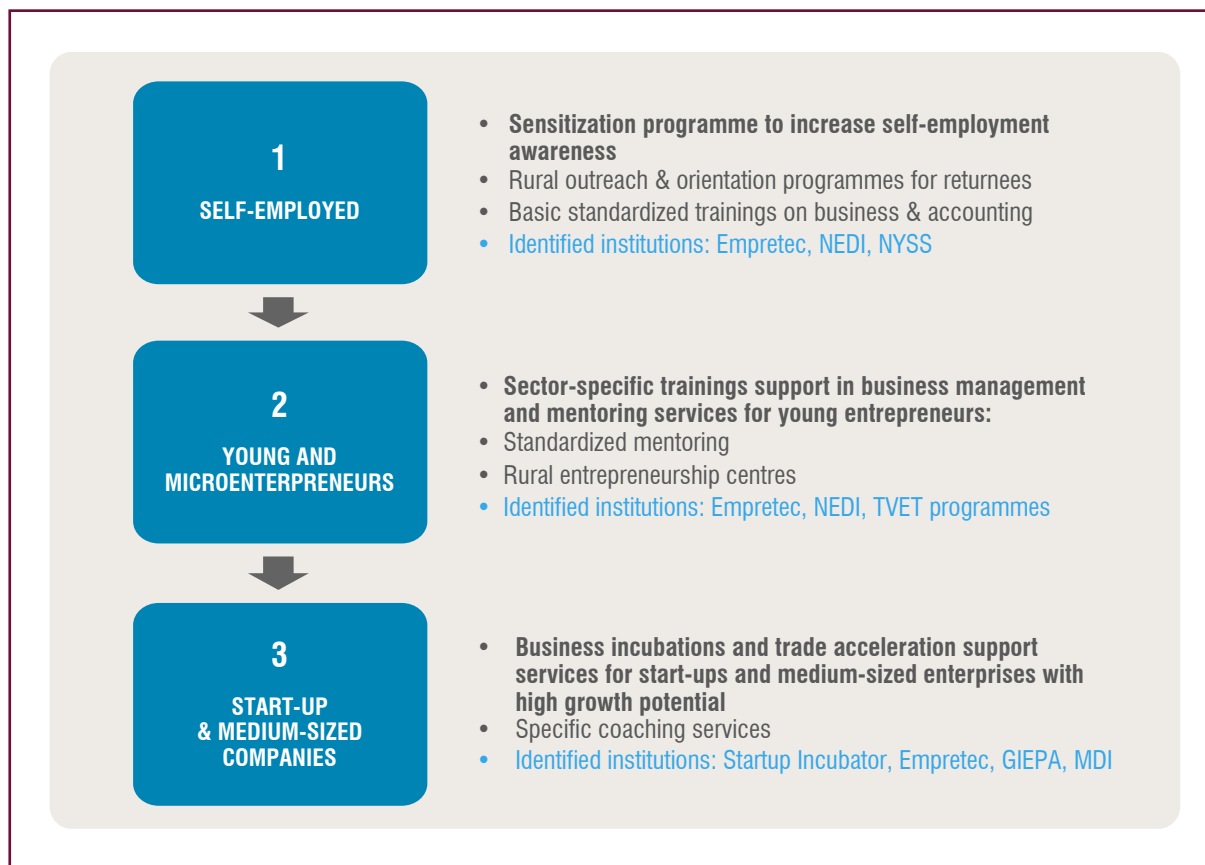 1
SELF-EMPLOYED
• Sensitization programme to increase self-employment
awareness
• Rural outreach & orientation programmes for returnees
• Basic standardized trainings on business & accounting
• Identified institutions: Empretec, NEDI, NYSS
2
YOUNG AND
MICROENTERPRENEURS
• Sector-specific trainings support in business management
and mentoring services for young entrepreneurs:
• Standardized mentoring
• Rural entrepreneurship centres
• Identified institutions: Empretec, NEDI, TVET programmes
3
START-UP
& MEDIUM-SIZED
COMPANIES
• Business incubations and trade acceleration support
services for start-ups and medium-sized enterprises with
high growth potential
• Specific coaching services
• Identified institutions: Startup Incubator, Empretec, GIEPA, MDI